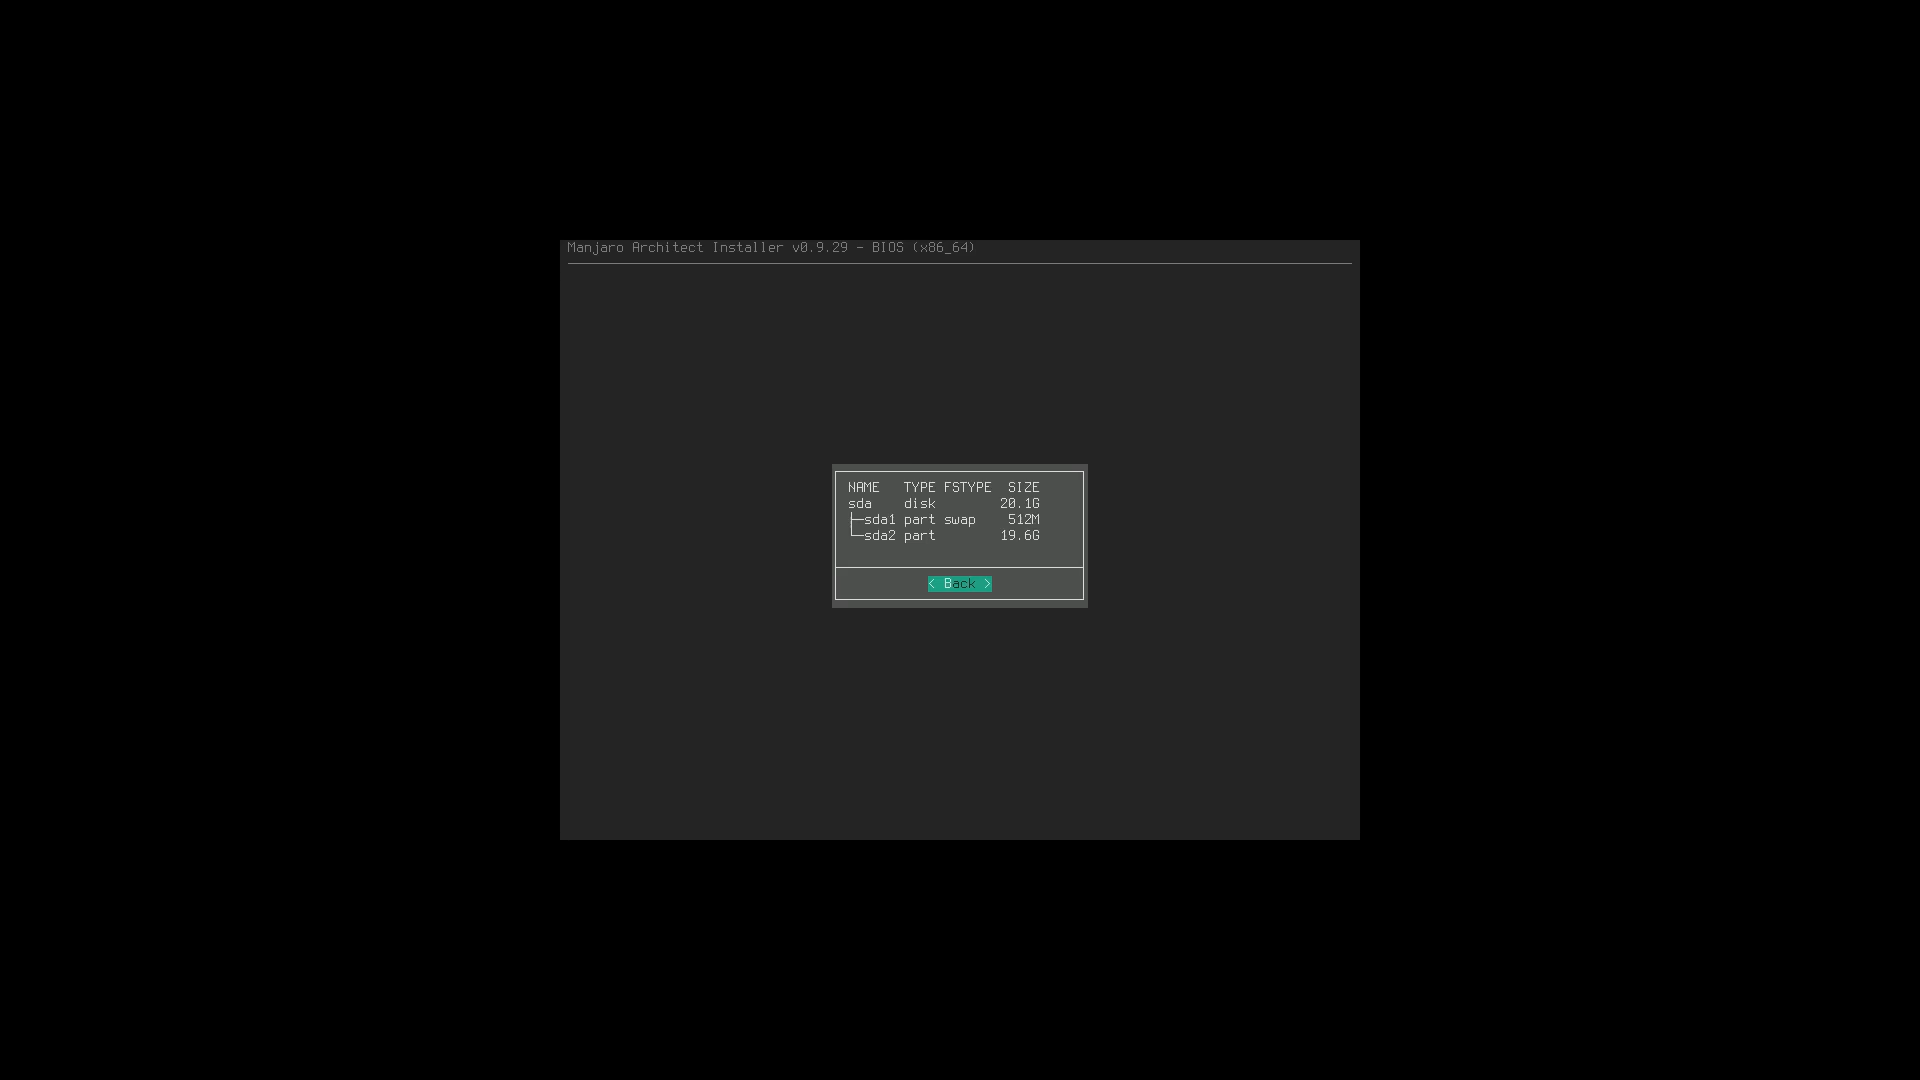 Manjaro Architect Installer v0.9.29 - BIOS (x86_64)
NAME   TYPE FSTYPE  SIZE
sda    disk        20.1G
├─sda1 part swap    512M
└─sda2 part        19.6G
< Back >